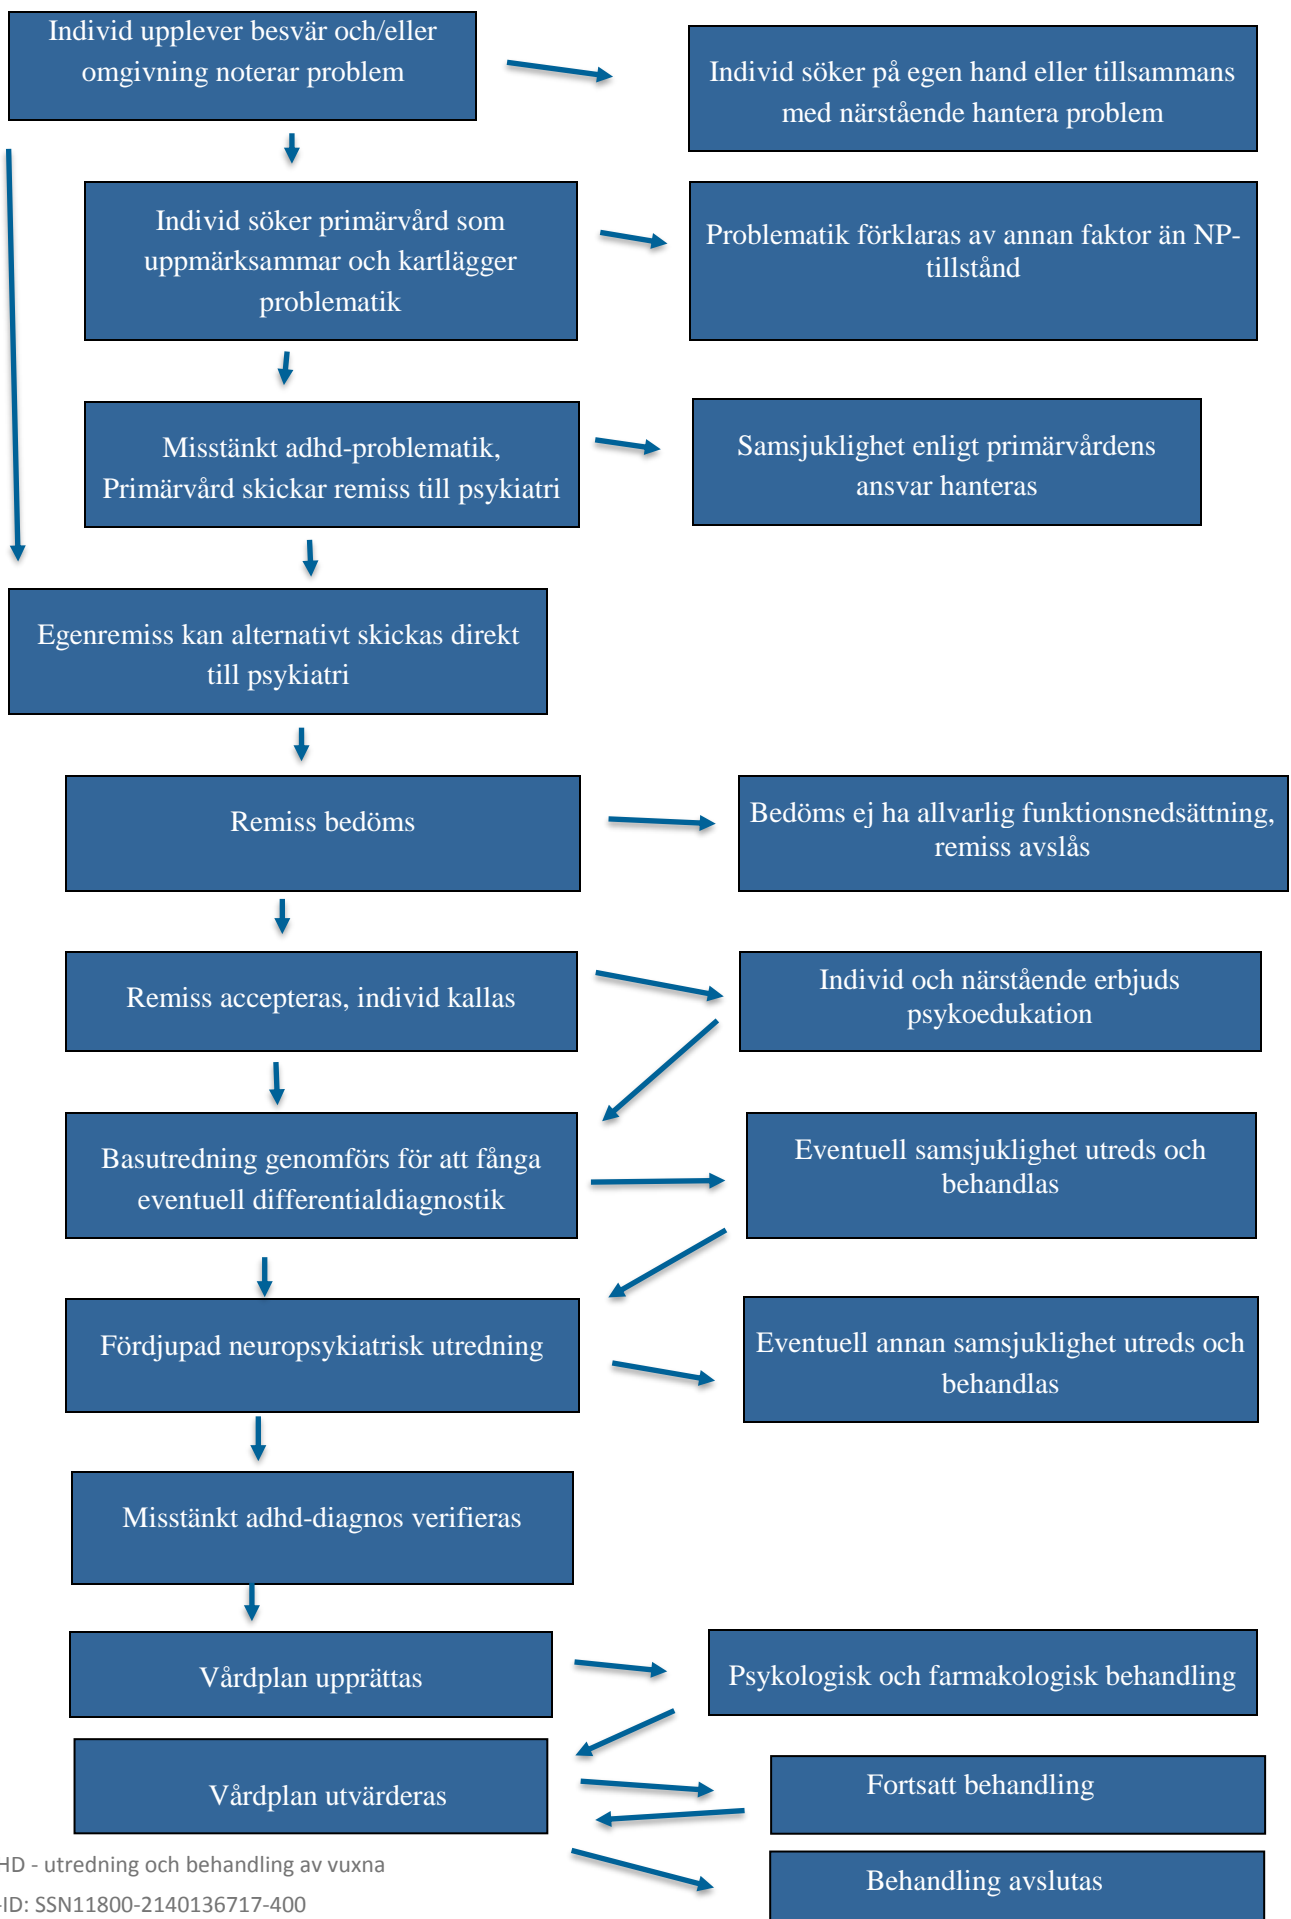 Individ upplever besvär och/eller
omgivning noterar problem
Individ söker på egen hand eller tillsammans
med närstående hantera problem
Individ söker primärvård som
uppmärksammar och kartlägger
problematik
Problematik förklaras av annan faktor än NP-
tillstånd
Misstänkt adhd-problematik,
Primärvård skickar remiss till psykiatri
Samsjuklighet enligt primärvårdens
ansvar hanteras
Egenremiss kan alternativt skickas direkt
till psykiatri
Remiss bedöms
Bedöms ej ha allvarlig funktionsnedsättning,
remiss avslås
Remiss accepteras, individ kallas
Individ och närstående erbjuds
psykoedukation
Basutredning genomförs för att fånga
eventuell differentialdiagnostik
Eventuell samsjuklighet utreds och
behandlas
Fördjupad neuropsykiatrisk utredning
Eventuell annan samsjuklighet utreds och
behandlas
Misstänkt adhd-diagnos verifieras
Vårdplan upprättas
Psykologisk och farmakologisk behandling
Vårdplan utvärderas
Fortsatt behandling
Behandling avslutas
HD - utredning och behandling av vuxna
-ID: SSN11800-2140136717-400